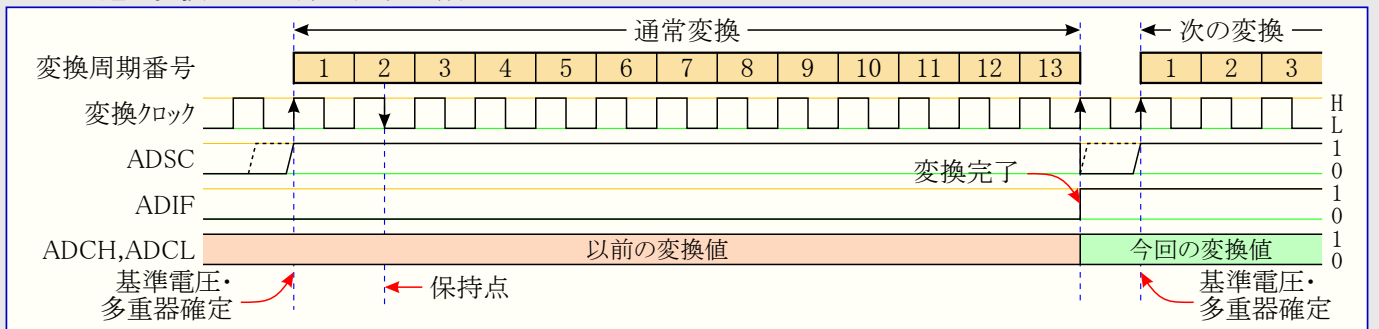 通常変換
次の変換
変換周期番号 1 2 3 4 5 6 7 8 9 10 11 12 13 1 2 3
変換クロック H L
ADSC 1 0
変換完了
ADIF 1 0
ADCH,ADCL 以前の変換値 今回の変換値 1 0
基準電圧・
多重器確定
保持点
基準電圧・
多重器確定